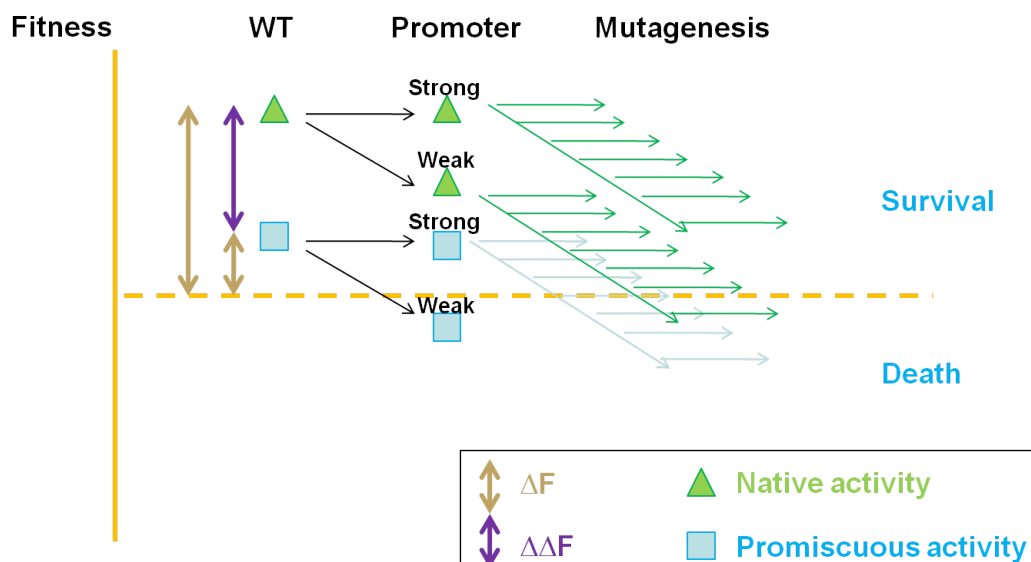 Fitness WT Promoter Mutagenesis
Strong
Weak
Strong
Survival
Weak
Death
ΔF Native activity
ΔΔF Promiscuous activity